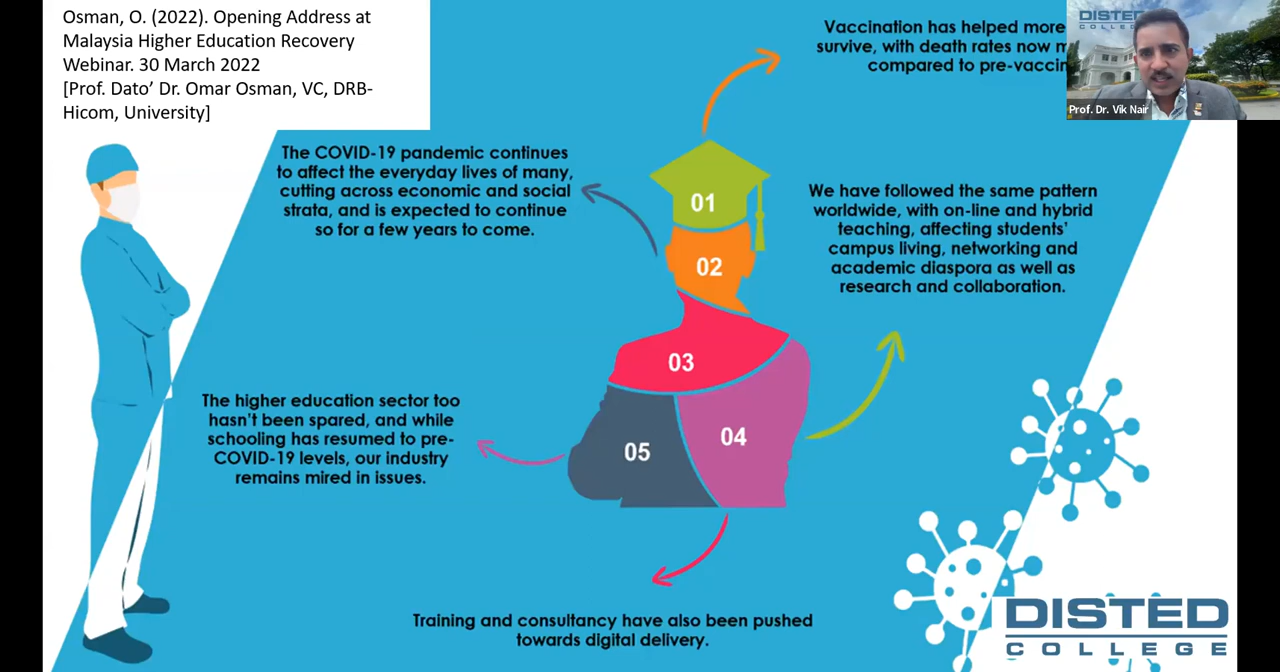 Osman, O. (2022). Opening Address at
Malaysia Higher Education Recovery
Webinar. 30 March 2022
[Prof. Dato’ Dr. Omar Osman, VC, DRB-
Hicom, University]
Vaccination has helped more
survive, with death rates now
compared to
DISTED
COLLEGE
Prof. Dr. Vik Nair
The COVID-19 pandemic continues
to affect the everyday lives of many,
cutting across economic and social
strata, and is expected to continue
so for a few years to come.
01
02
03
04
05
We have followed the same pattern
worldwide, with on-line and hybrid
teaching, affecting students’
campus living, networking and
academic diaspora as well as
research and collaboration.
The higher education sector too
hasn’t been spared, and while
schooling has resumed to pre-
COVID-19 levels, our industry
remains mired in issues.
Training and consultancy have also been pushed
towards digital delivery.
DISTED
COLLEGE